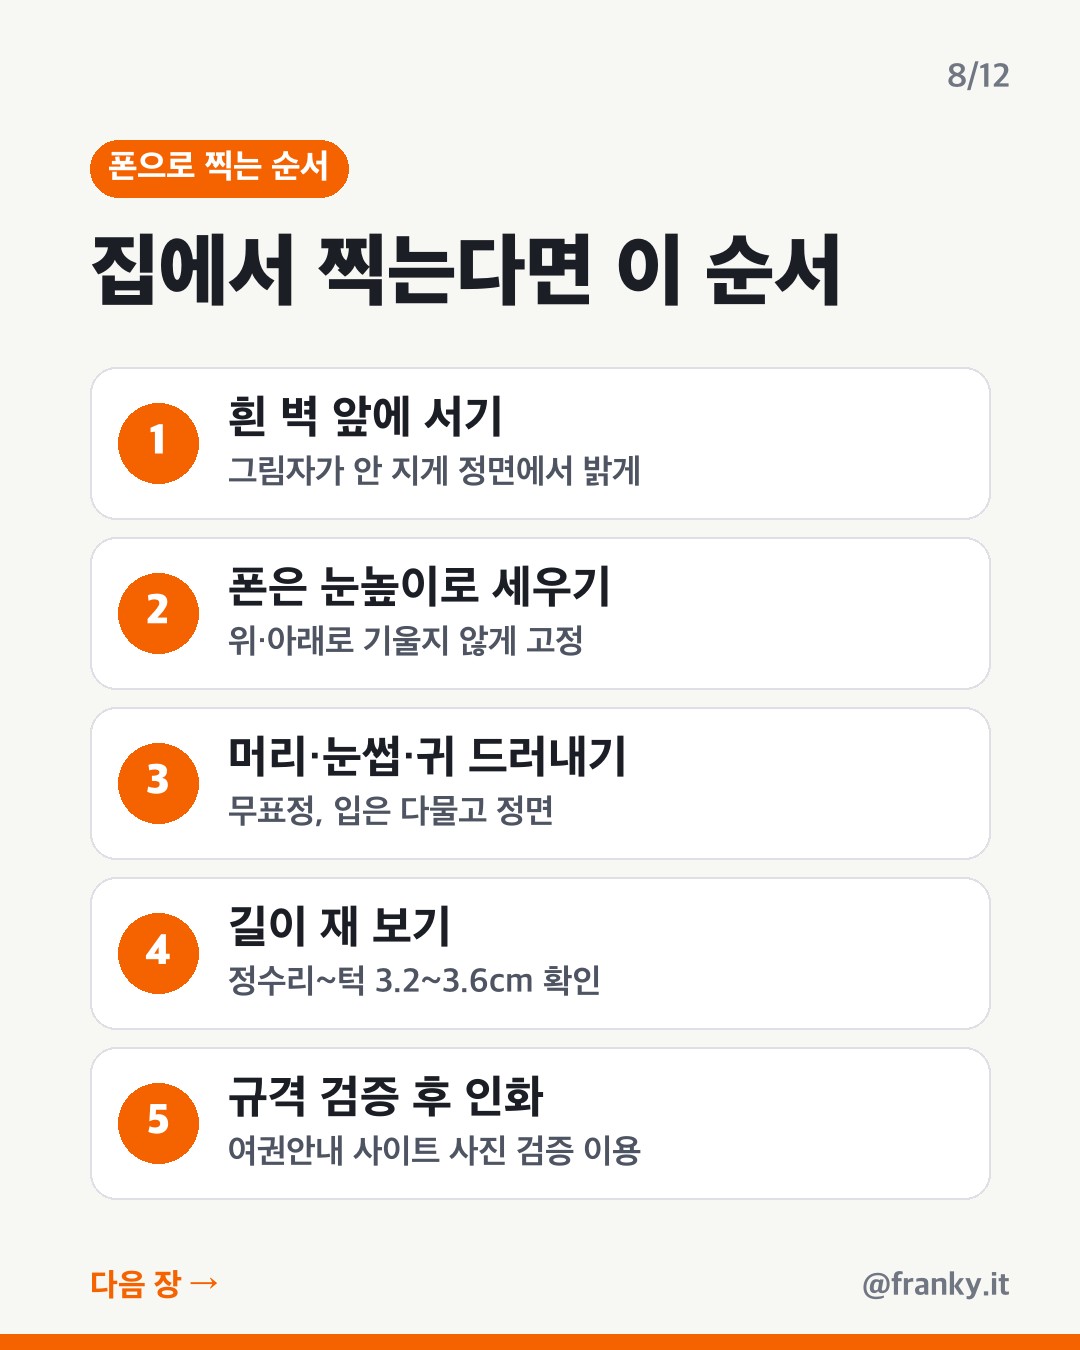 8/12
폰으로 찍는 순서
집에서 찍는다면 이 순서
1
흰 벽 앞에 서기
그림자가 안 지게 정면에서 밝게
2
폰은 눈높이로 세우기
위·아래로 기울지 않게 고정
3
머리·눈썹·귀 드러내기
무표정, 입은 다물고 정면
4
길이 재 보기
정수리~턱 3.2~3.6cm 확인
5
규격 검증 후 인화
여권안내 사이트 사진 검증 이용
다음 장 →
@franky.it